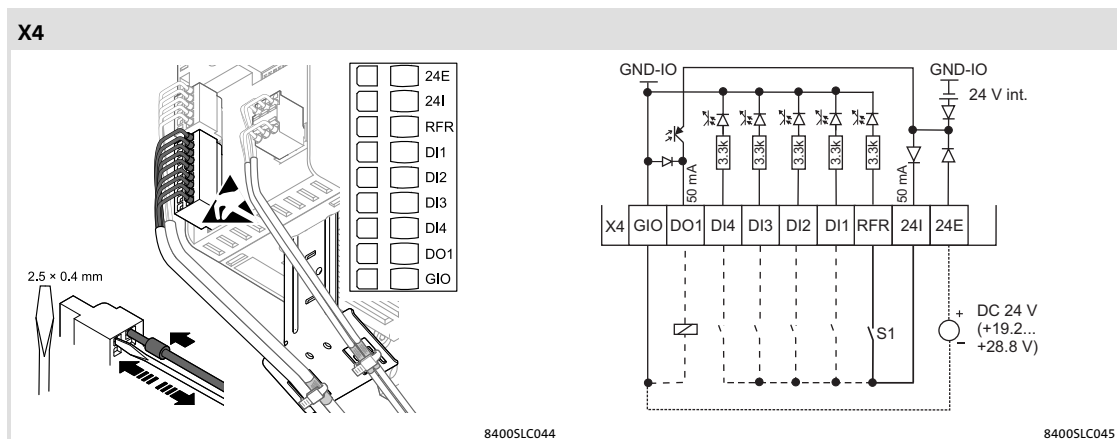 X4
24E
24I
RFR
DI1
DI2
DI3
DI4
DO1
GIO
2.5 × 0.4 mm
8400SLC044
GND-IO
GND-IO
24 V int.
3.3k
3.3k
3.3k
3.3k
3.3k
50 mA
50 mA
X4 GIO DO1 DI4 DI3 DI2 DI1 RFR 24I 24E
S1
+
DC 24 V
(+19.2...
+28.8 V)
–
8400SLC045